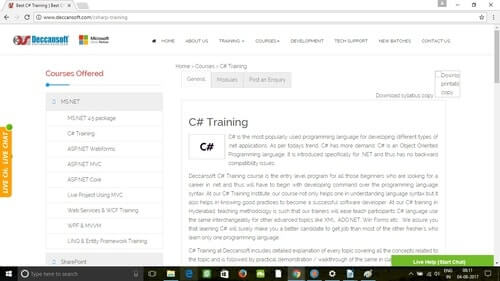 Best C# Training | Best C
www.deccansoft.com/csharp-training
Deccansoft
Microsoft
HOME ABOUT US TRAINING COURSES DEVELOPMENT TECH SUPPORT NEW BATCHES CONTACT US
Courses Offered
MS.NET
MS.NET 4.5 package
C# Training
ASP.NET Webforms
ASP.NET MVC
ASP.NET Core
Live Project Using MVC
Web Services & WCF Training
WPF & MVVM
LINQ & Entity Framework Training
SharePoint
LIVE CHAT
Home > Courses > C# Training
General Modules Post an Enquiry
Download syllabus copy
C# Training
C#
C# is the most popularly used programming language for developing different types of
.net applications. As per todays trend, C# has more demand. C# is an Object Oriented
Programming language. It is introduced specifically for .NET and thus has no backward
compatibility issues.
Deccansoft C# Training course is the entry level program for all those beginners who are looking for a
career in .net and thus will have to begin with developing command over the programming language
syntax. At our C# Training Institute our course not only helps one in understanding language syntax but it
also helps in knowing good practices to become a successful software developer. At our C# training in
Hyderabad, teaching methodology is such that our trainers will ease teach participants C# language use
the same interchangeably for other advanced topics like XML, ADO.NET, Win Forms etc.. We assure you
that learning C# will surely make you a better candidate to get job than most of the other fresher's who
learn only one programming language.
C# Training at Deccansoft includes detailed explanation of every topic covering all the concepts related to
the topic and is followed by practical demonstration / walkthrough of the same in
Live Help (Start Chat)
Type here to search
ENG
IN
08:11
04-08-2017